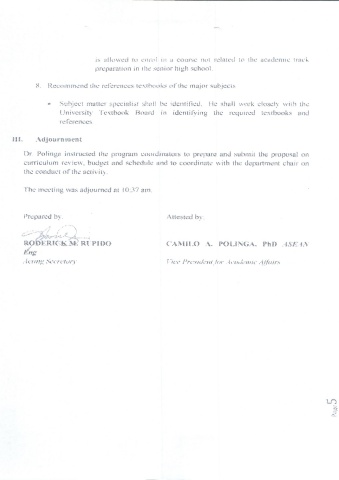 is allowed to enrol to a course not related to the academic track
preparation in the senior high school.
8. Recommend the references/textbooks of the major subjects
• Subject matter specialist shall be identified. He shall work closely with the
University Textbook Board in identifying the required textbooks and
references
III. Adjournment
Dr. Polinga instructed the program coordinators to prepare and submit the proposal on
curriculum review, budget and schedule and to coordinate with the department chair on
the conduct of the activity.
The meeting was adjourned at 10:37 am.
Prepared by: Attested by:
RODERICK M. RUPIDO CAMILO A. POLINGA, PhD ASEAN
Eng
Acting Secretary Vice President for Academic Affairs
Page 5